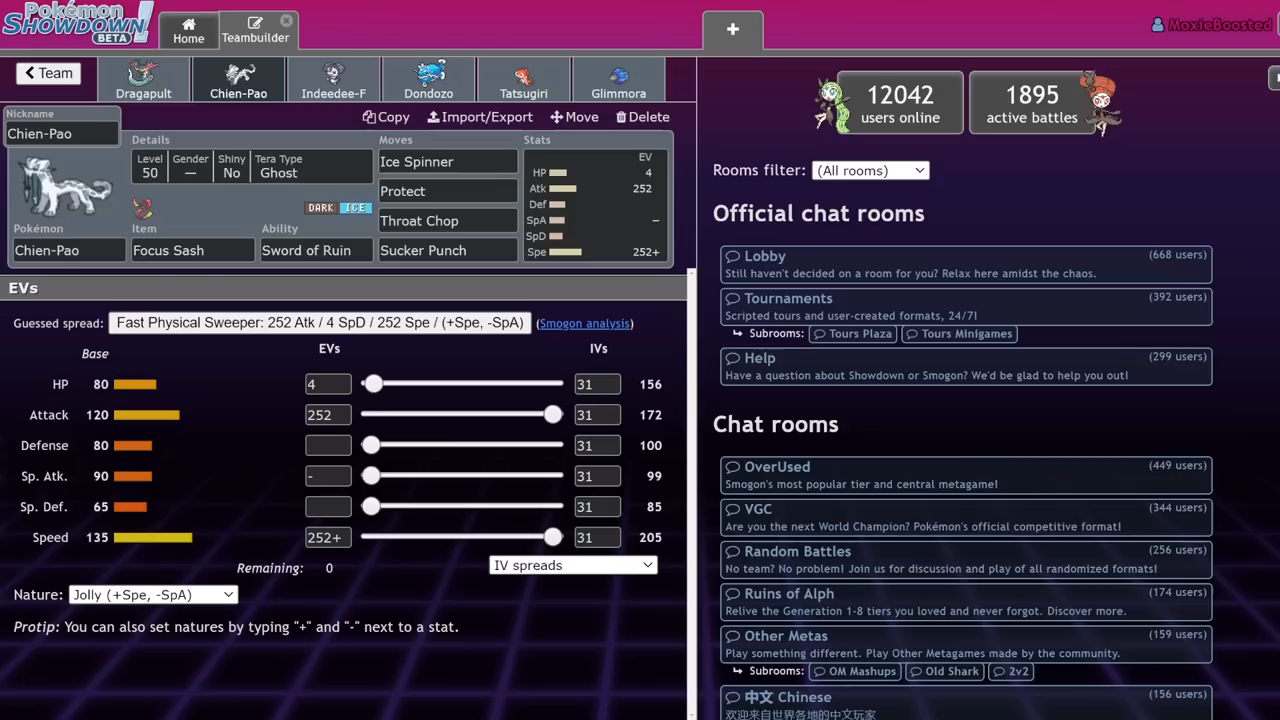 Pokémon
SHOWDOWN!
BETA
Home
Teambuilder
+
MoxieBoosted
Team
Dragapult
Chien-Pao
Indeedee-F
Dondozo
Tatsugiri
Glimmora
Nickname
Chien-Pao
Copy
Import/Export
Move
Delete
Details
Level
50
Gender
—
Shiny
No
Tera Type
Ghost
DARK ICE
Pokémon
Chien-Pao
Item
Focus Sash
Ability
Sword of Ruin
Moves
Ice Spinner
Protect
Throat Chop
Sucker Punch
Stats
EV
HP 4
Atk 252
Def
SpA –
SpD
Spe 252+
EVs
Guessed spread: Fast Physical Sweeper: 252 Atk / 4 SpD / 252 Spe / (+Spe, -SpA) (Smogon analysis)
Base EVs IVs
HP 80 4 31 156
Attack 120 252 31 172
Defense 80 31 100
Sp. Atk. 90 - 31 99
Sp. Def. 65 31 85
Speed 135 252+ 31 205
Remaining: 0
IV spreads
Nature: Jolly (+Spe, -SpA)
Protip: You can also set natures by typing "+" and "-" next to a stat.
12042
users online
1895
active battles
Rooms filter: (All rooms)
Official chat rooms
Lobby (668 users)
Still haven't decided on a room for you? Relax here amidst the chaos.
Tournaments (392 users)
Scripted tours and user-created formats, 24/7!
Subrooms: Tours Plaza Tours Minigames
Help (299 users)
Have a question about Showdown or Smogon? We'd be glad to help you out!
Chat rooms
OverUsed (449 users)
Smogon's most popular tier and central metagame!
VGC (344 users)
Are you the next World Champion? Pokémon's official competitive format!
Random Battles (256 users)
No team? No problem! Join us for discussion and play of all randomized formats!
Ruins of Alph (174 users)
Relive the Generation 1-8 tiers you loved and never forgot. Discover more.
Other Metas (159 users)
Play something different. Play Other Metagames made by the community.
Subrooms: OM Mashups Old Shark 2v2
中文 Chinese (156 users)
欢迎来自世界各地的中文玩家